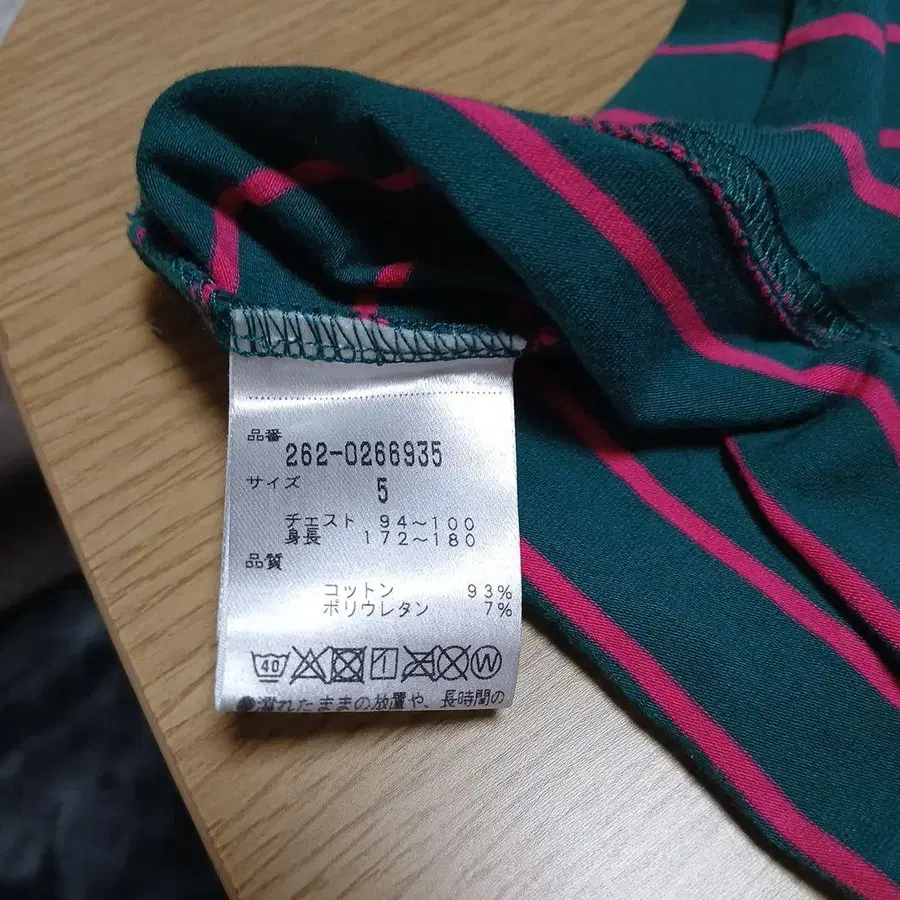 品番
262-0266935
サイズ
5
チェスト 94～100
身長 172～180
品質
コットン 93%
ポリウレタン 7%
40 W
濡れたままの放置や、長時間の